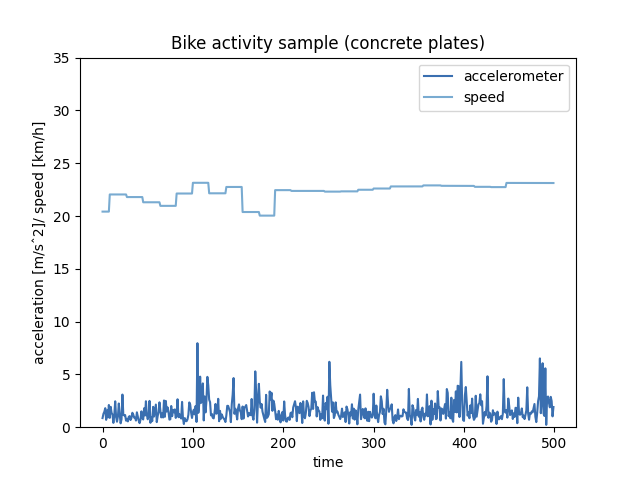 Bike activity sample (concrete plates)
accelerometer
speed
35
30
25
20
15
10
5
0
acceleration [m/sˆ2]/ speed [km/h]
0 100 200 300 400 500
time